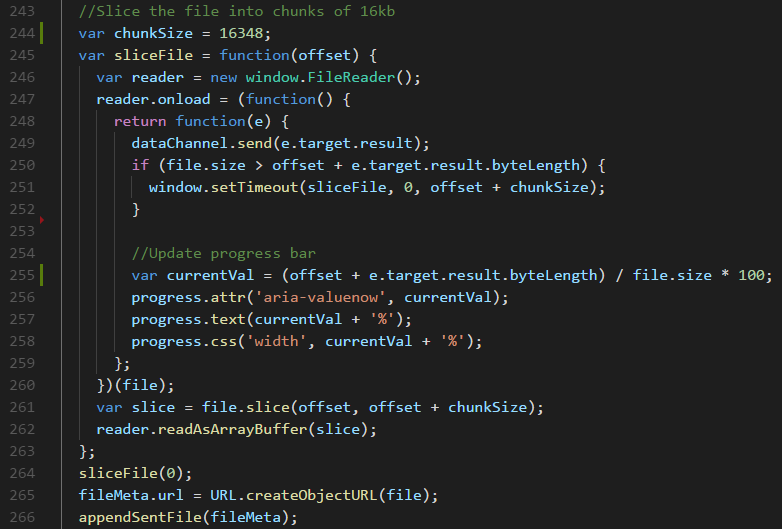 243 //Slice the file into chunks of 16kb
244 var chunkSize = 16348;
245 var sliceFile = function(offset) {
246   var reader = new window.FileReader();
247   reader.onload = (function() {
248     return function(e) {
249       dataChannel.send(e.target.result);
250       if (file.size > offset + e.target.result.byteLength) {
251         window.setTimeout(sliceFile, 0, offset + chunkSize);
252       }
253
254       //Update progress bar
255       var currentVal = (offset + e.target.result.byteLength) / file.size * 100;
256       progress.attr('aria-valuenow', currentVal);
257       progress.text(currentVal + '%');
258       progress.css('width', currentVal + '%');
259     };
260   })(file);
261   var slice = file.slice(offset, offset + chunkSize);
262   reader.readAsArrayBuffer(slice);
263 };
264 sliceFile(0);
265 fileMeta.url = URL.createObjectURL(file);
266 appendSentFile(fileMeta);